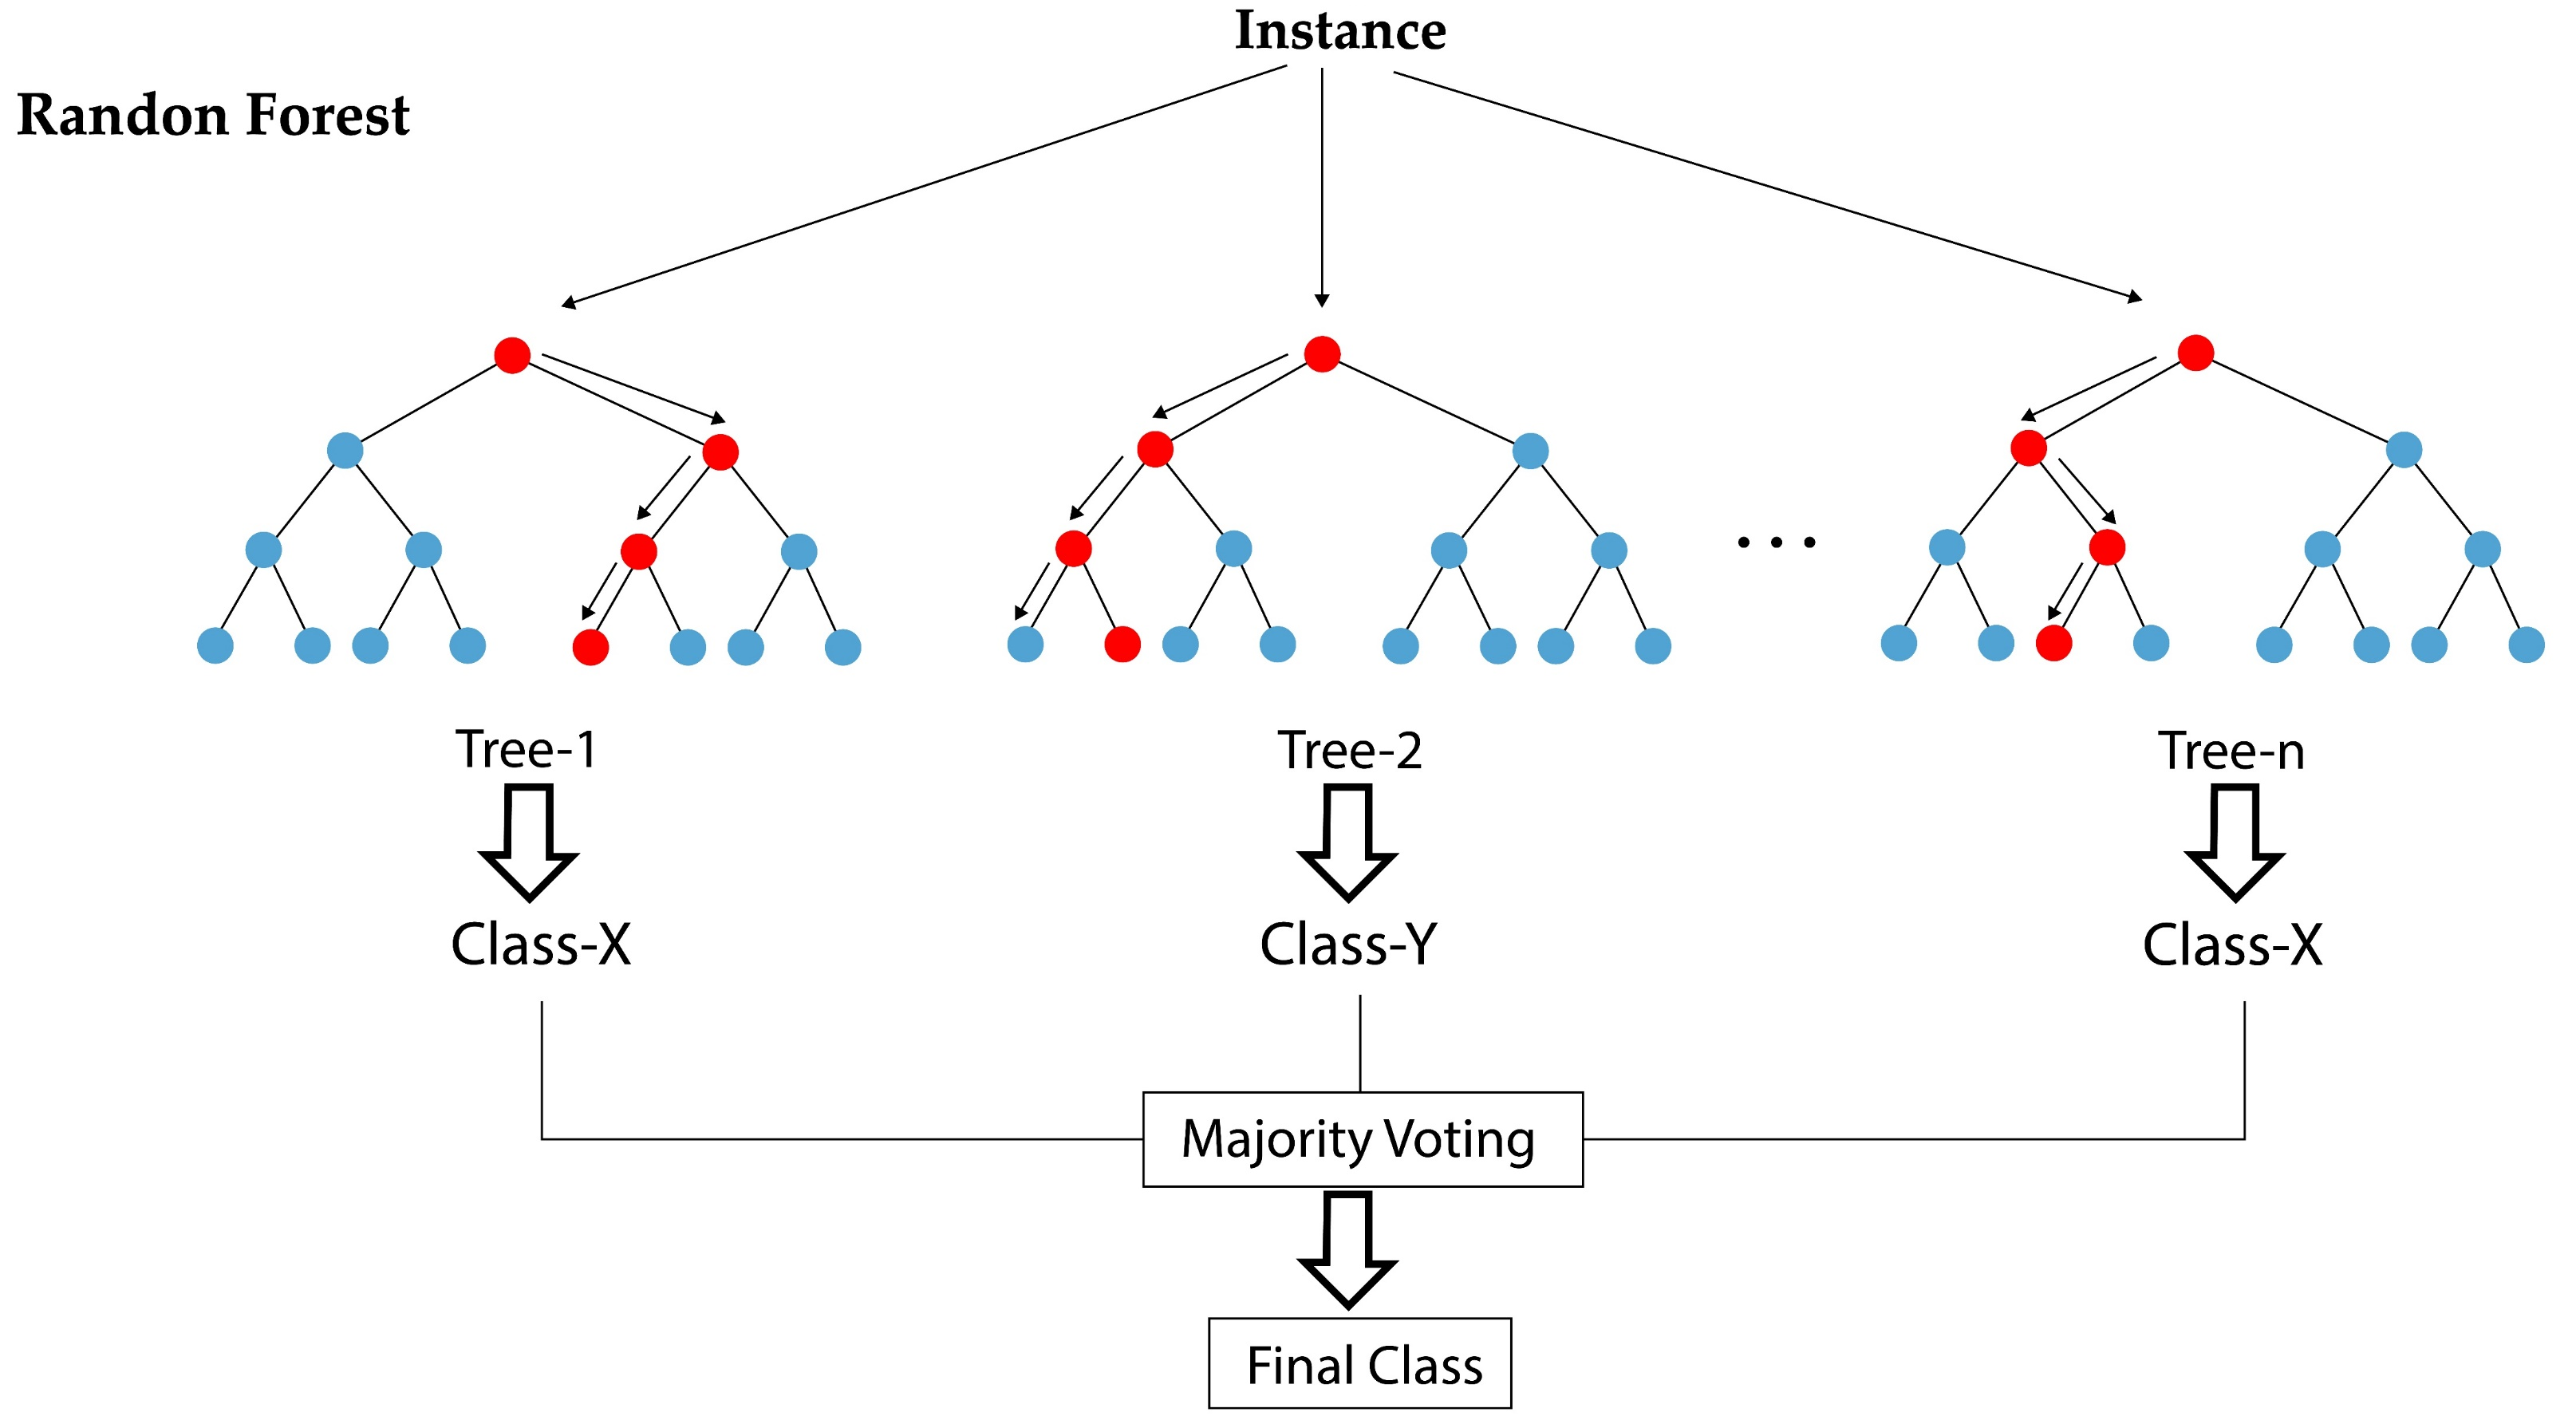 Instance
Randon Forest
. . .
Tree-1
Tree-2
Tree-n
Class-X
Class-Y
Class-X
Majority Voting
Final Class